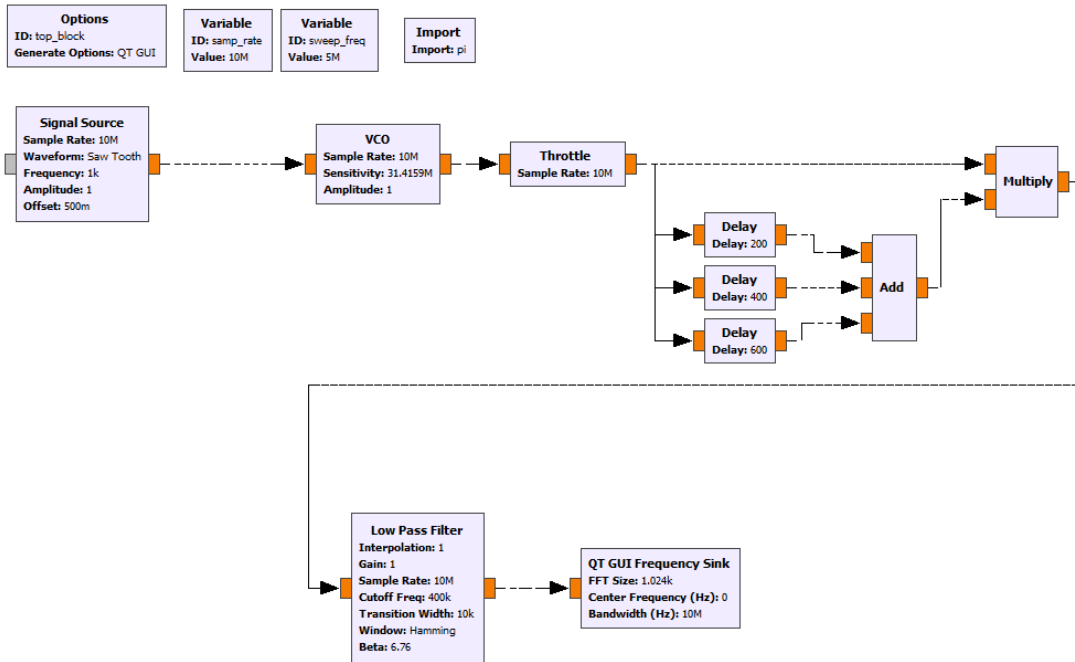 Options
ID: top_block
Generate Options: QT GUI
Variable
ID: samp_rate
Value: 10M
Variable
ID: sweep_freq
Value: 5M
Import
Import: pi
Signal Source
Sample Rate: 10M
Waveform: Saw Tooth
Frequency: 1k
Amplitude: 1
Offset: 500m
VCO
Sample Rate: 10M
Sensitivity: 31.4159M
Amplitude: 1
Throttle
Sample Rate: 10M
Multiply
Delay
Delay: 200
Delay
Delay: 400
Delay
Delay: 600
Add
Low Pass Filter
Interpolation: 1
Gain: 1
Sample Rate: 10M
Cutoff Freq: 400k
Transition Width: 10k
Window: Hamming
Beta: 6.76
QT GUI Frequency Sink
FFT Size: 1.024k
Center Frequency (Hz): 0
Bandwidth (Hz): 10M